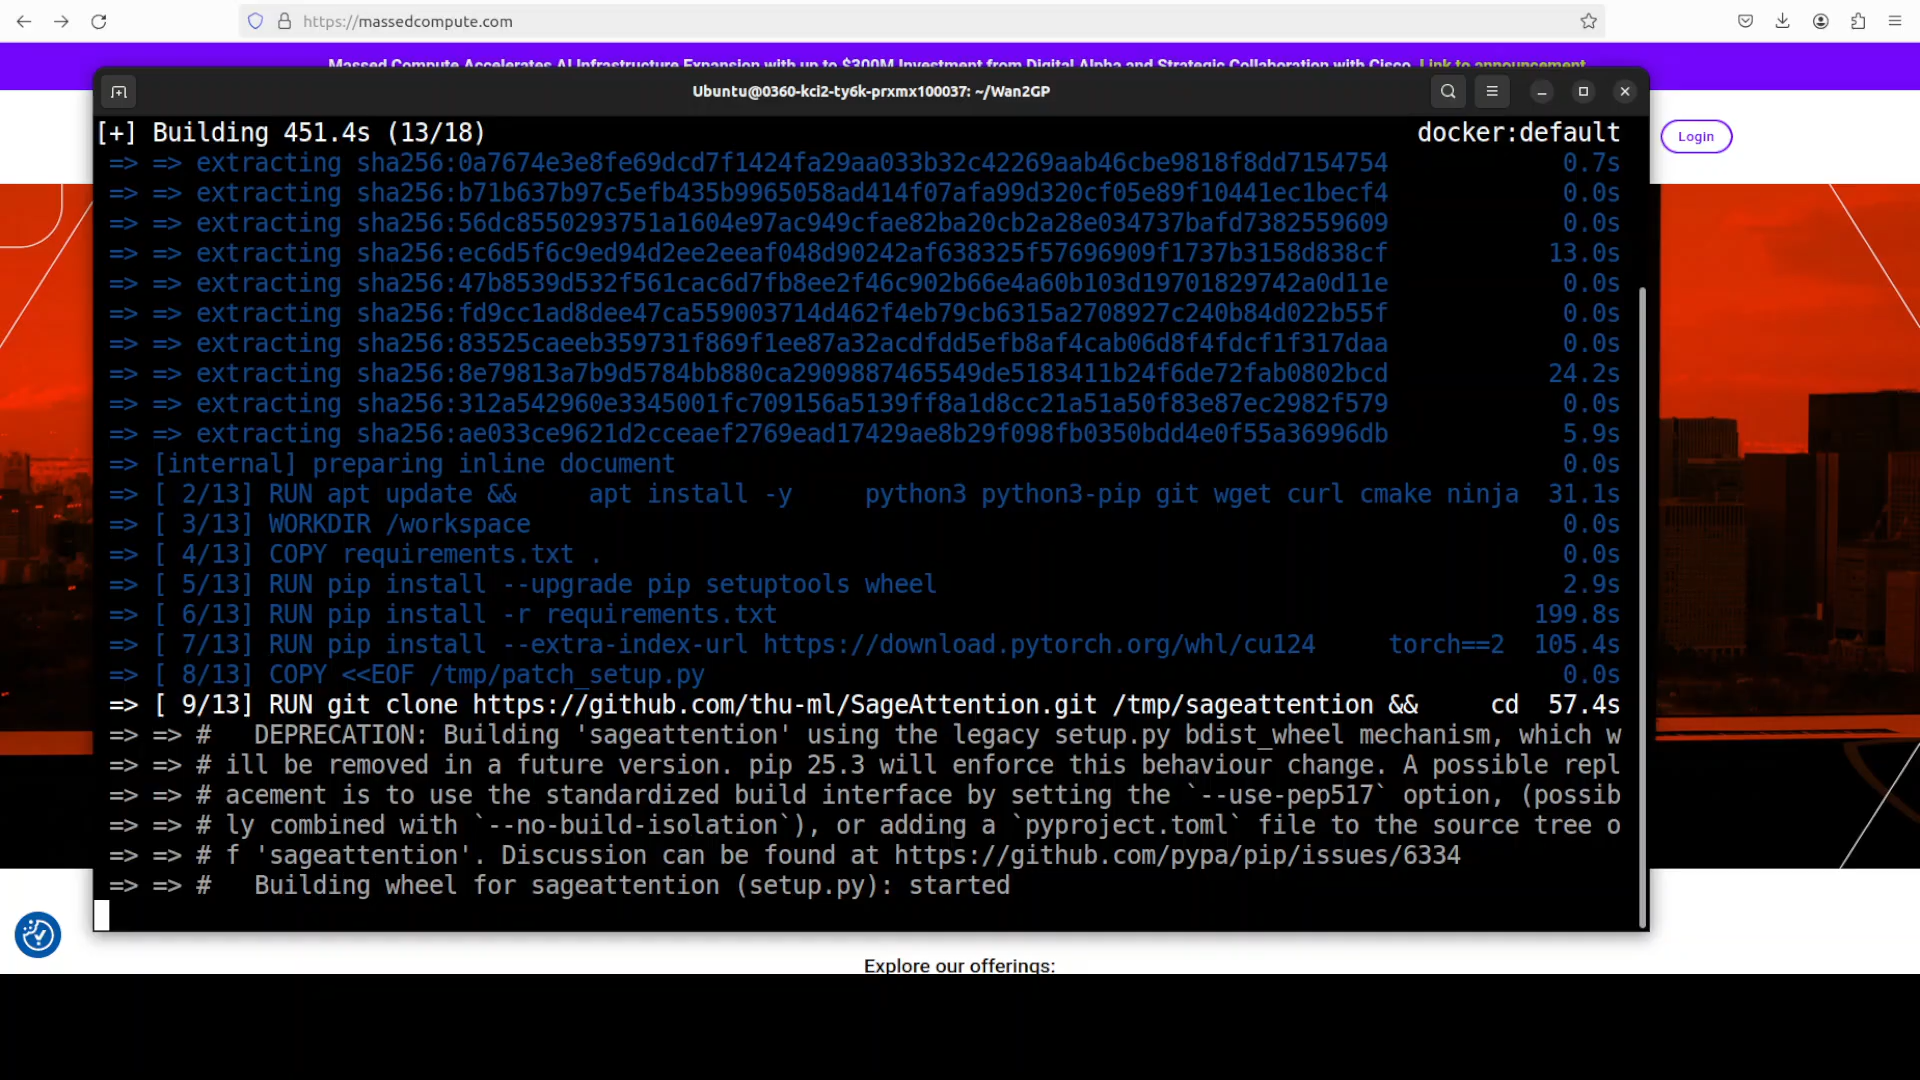 https://massedcompute.com
Massed Compute Accelerates AI Infrastructure Expansion with up to $300M Investment from Digital Alpha and Strategic Collaboration with Cisco. Link to announcement
Ubuntu@0360-kci2-ty6k-prxmx100037: ~/Wan2GP
Login
[+] Building 451.4s (13/18) docker:default
=> => extracting sha256:0a7674e3e8fe69dcd7f1424fa29aa033b32c42269aab46cbe9818f8dd7154754 0.7s
=> => extracting sha256:b71b637b97c5efb435b9965058ad414f07afa99d320cf05e89f10441ec1becf4 0.0s
=> => extracting sha256:56dc8550293751a1604e97ac949cfae82ba20cb2a28e034737bafd7382559609 0.0s
=> => extracting sha256:ec6d5f6c9ed94d2ee2eeaf048d90242af638325f57696909f1737b3158d838cf 13.0s
=> => extracting sha256:47b8539d532f561cac6d7fb8ee2f46c902b66e4a60b103d19701829742a0d11e 0.0s
=> => extracting sha256:fd9cc1ad8dee47ca559003714d462f4eb79cb6315a2708927c240b84d022b55f 0.0s
=> => extracting sha256:83525caeeb359731f869f1ee87a32acdfdd5efb8af4cab06d8f4fdcf1f317daa 0.0s
=> => extracting sha256:8e79813a7b9d5784bb880ca2909887465549de5183411b24f6de72fab0802bcd 24.2s
=> => extracting sha256:312a542960e3345001fc709156a5139ff8a1d8cc21a51a50f83e87ec2982f579 0.0s
=> => extracting sha256:ae033ce9621d2cceaef2769ead17429ae8b29f098fb0350bdd4e0f55a36996db 5.9s
=> [internal] preparing inline document 0.0s
=> [ 2/13] RUN apt update && apt install -y python3 python3-pip git wget curl cmake ninja 31.1s
=> [ 3/13] WORKDIR /workspace 0.0s
=> [ 4/13] COPY requirements.txt . 0.0s
=> [ 5/13] RUN pip install --upgrade pip setuptools wheel 2.9s
=> [ 6/13] RUN pip install -r requirements.txt 199.8s
=> [ 7/13] RUN pip install --extra-index-url https://download.pytorch.org/whl/cu124 torch==2 105.4s
=> [ 8/13] COPY <<EOF /tmp/patch_setup.py 0.0s
=> [ 9/13] RUN git clone https://github.com/thu-ml/SageAttention.git /tmp/sageattention && cd 57.4s
=> => # DEPRECATION: Building 'sageattention' using the legacy setup.py bdist_wheel mechanism, which w
=> => # ill be removed in a future version. pip 25.3 will enforce this behaviour change. A possible repl
=> => # acement is to use the standardized build interface by setting the `--use-pep517` option, (possib
=> => # ly combined with `--no-build-isolation`), or adding a `pyproject.toml` file to the source tree o
=> => # f 'sageattention'. Discussion can be found at https://github.com/pypa/pip/issues/6334
=> => # Building wheel for sageattention (setup.py): started
Explore our offerings: